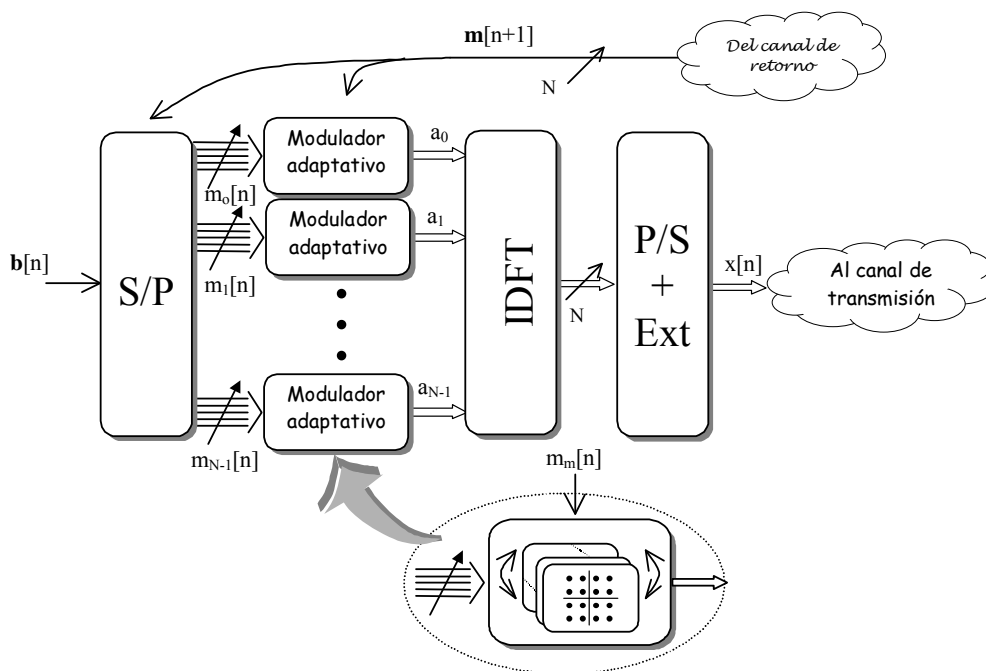 m[n+1]
Del canal de
retorno
N
Modulador
adaptativo
a0
mo[n]
Modulador
adaptativo
a1
m1[n]
b[n]
S/P
IDFT
N
P/S
+
Ext
x[n]
Al canal de
transmisión
Modulador
adaptativo
aN-1
mN-1[n]
mm[n]